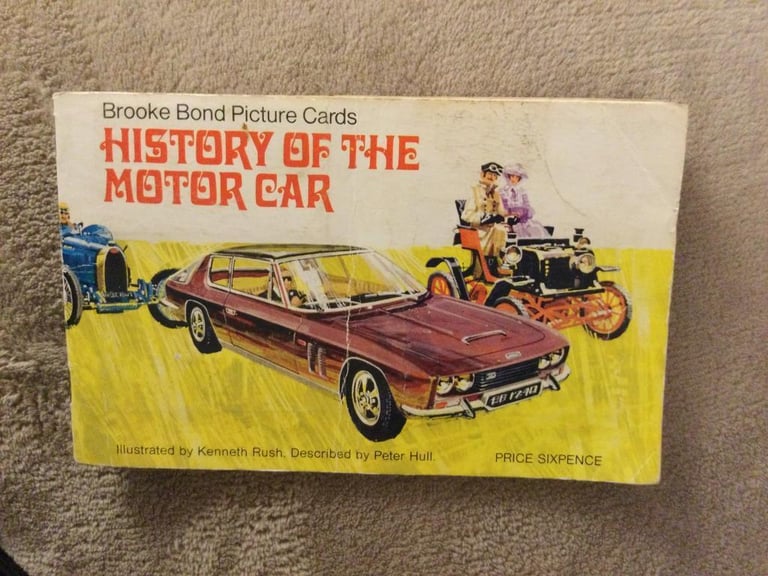 Brooke Bond Picture Cards
HISTORY OF THE
MOTOR CAR
Illustrated by Kenneth Rush. Described by Peter Hull.
PRICE SIXPENCE